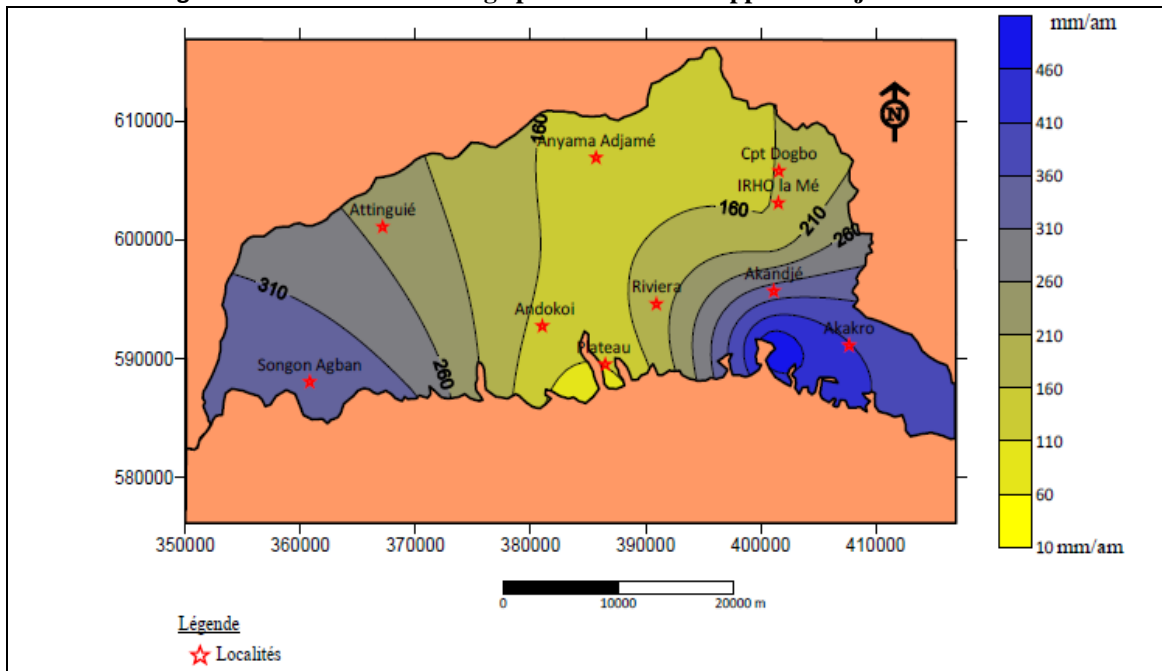 mm/am
460
410
360
310
260
210
160
110
60
10 mm/am
N
610000
600000
590000
580000
350000
360000
370000
380000
390000
400000
410000
160
Anyama Adjamé
Cpt Dogbo
IRHO la Mé
Attinguié
160
210
260
310
Akandjé
Riviera
Andokoi
Akakro
Plateau
Songon Agban
260
0
10000
20000 m
Légende
Localités